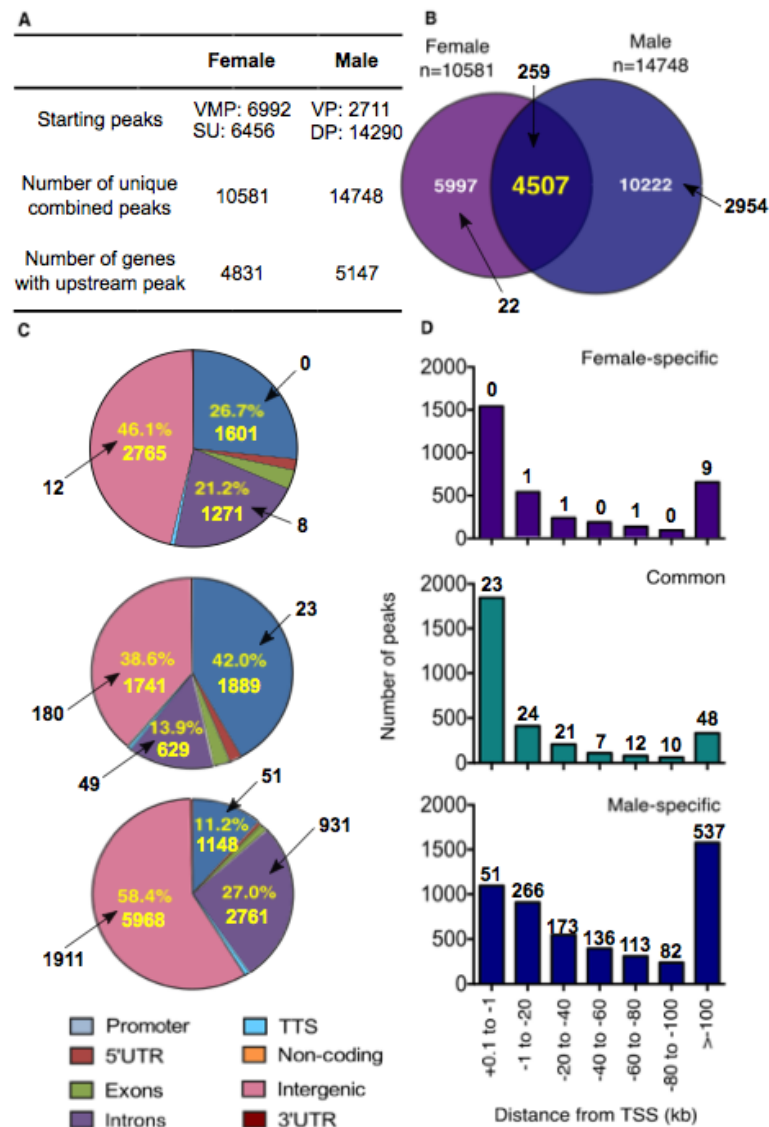 A
Female Male
Starting peaks
VMP: 6992 VP: 2711
SU: 6456 DP: 14290
Number of unique
combined peaks
10581 14748
Number of genes
with upstream peak
4831 5147
B
Female
n=10581
Male
n=14748
259
5997 4507 10222
2954
22
C
0
26.7%
1601
46.1%
2765
21.2%
1271
12
8
23
38.6%
1741
42.0%
1889
13.9%
629
180
49
51
11.2%
1148
931
58.4%
5968
27.0%
2761
1911
Promoter
5'UTR
Exons
Introns
TTS
Non-coding
Intergenic
3'UTR
D
Number of peaks
Female-specific
2000
1500
1000
500
0
0 1 1 0 1 0 9
Common
2000
1500
1000
500
0
23 24 21 7 12 10 48
Male-specific
2000
1500
1000
500
0
51 266 173 136 113 82 537
+0.1 to -1
-1 to -20
-20 to -40
-40 to -60
-60 to -80
-80 to -100
>-100
Distance from TSS (kb)